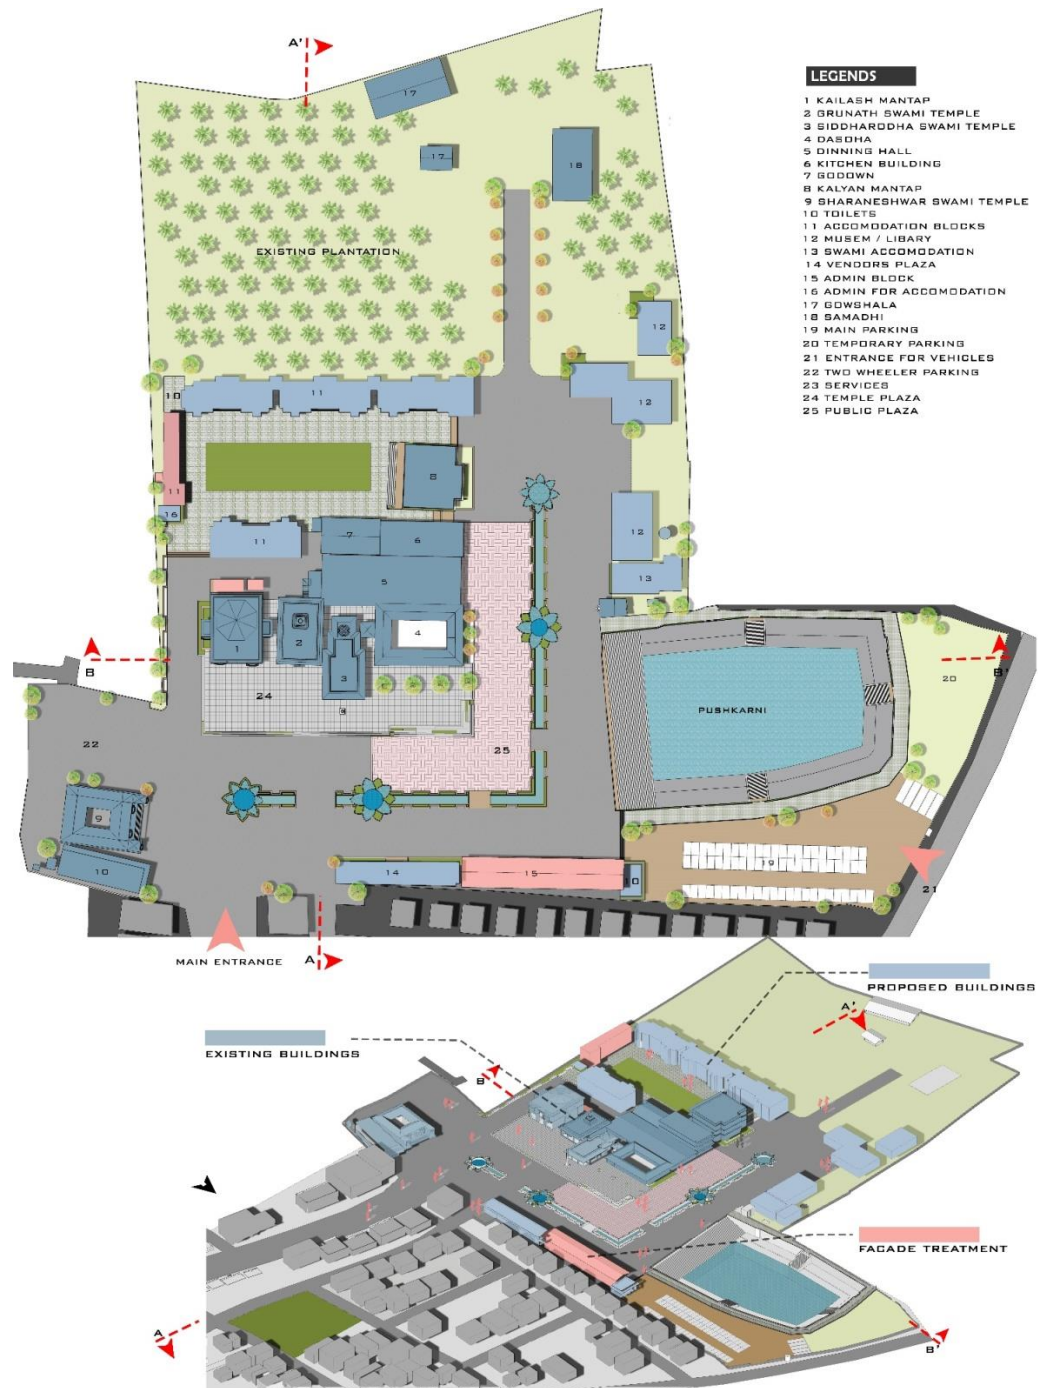 A'
17
LEGENDS
1 KAILASH MANTAP
2 GRUNATH SWAMI TEMPLE
3 SIDDHARODHA SWAMI TEMPLE
4 DASOHA
5 DINNING HALL
6 KITCHEN BUILDING
7 GODOWN
8 KALYAN MANTAP
9 SHARANESHWAR SWAMI TEMPLE
10 TOILETS
11 ACCOMODATION BLOCKS
12 MUSEM / LIBARY
13 SWAMI ACCOMODATION
14 VENDORS PLAZA
15 ADMIN BLOCK
16 ADMIN FOR ACCOMODATION
17 GOWSHALA
18 SAMADHI
19 MAIN PARKING
20 TEMPORARY PARKING
21 ENTRANCE FOR VEHICLES
22 TWO WHEELER PARKING
23 SERVICES
24 TEMPLE PLAZA
25 PUBLIC PLAZA
17
18
EXISTING PLANTATION
12
10
11
12
8
11
16
11
7
6
12
5
13
1
2
3
4
B
B'
20
24
PUSHKARNI
22
25
9
10
14
15
10
19
21
MAIN ENTRANCE
A
PROPOSED BUILDINGS
A'
EXISTING BUILDINGS
B
FACADE TREATMENT
A
B'